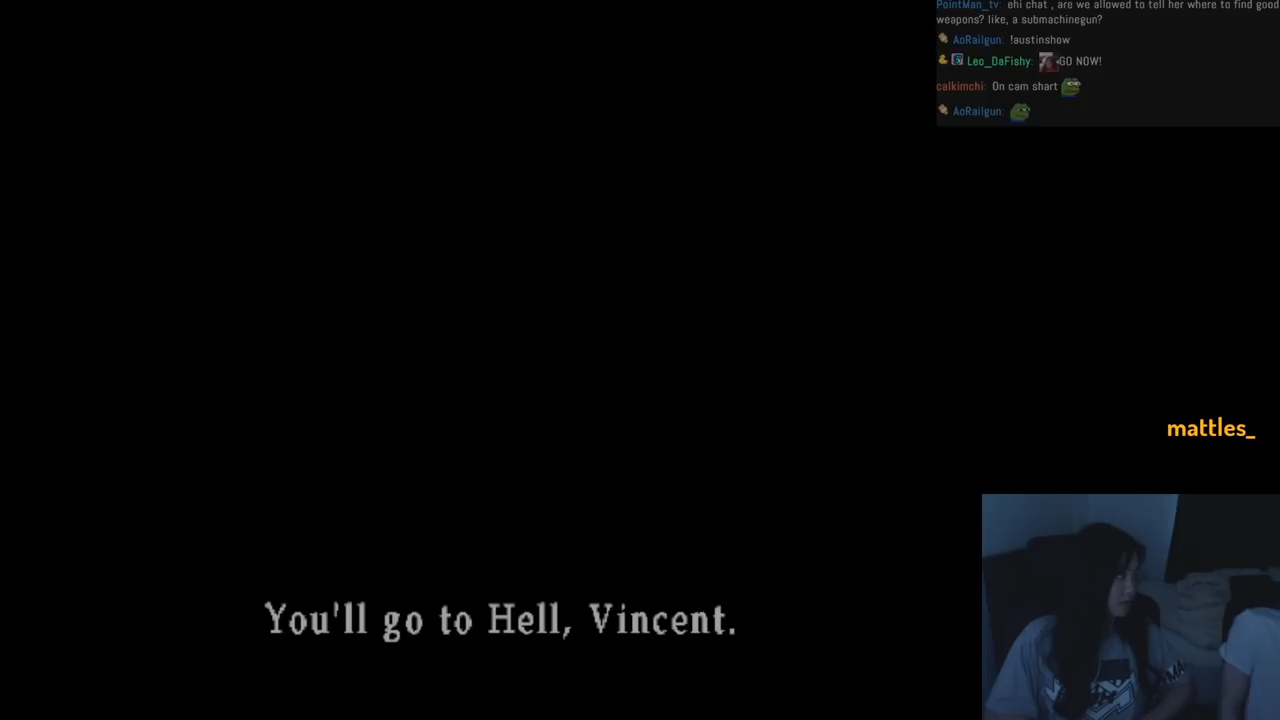 PointMan_tv: ehi chat , are we allowed to tell her where to find good
weapons? like, a submachinegun?
AoRailgun: !austinshow
Leo_DaFishy: GO NOW!
calkimchi: On cam shart
AoRailgun:
mattles_
You'll go to Hell, Vincent.